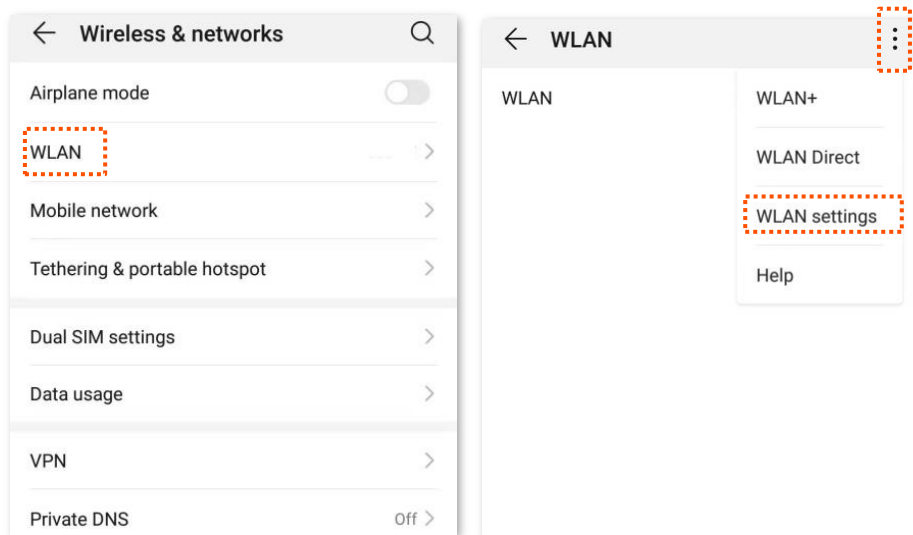 Wireless & networks
Airplane mode
WLAN
Mobile network
Tethering & portable hotspot
Dual SIM settings
Data usage
VPN
Private DNS Off
WLAN
WLAN
WLAN+
WLAN Direct
WLAN settings
Help